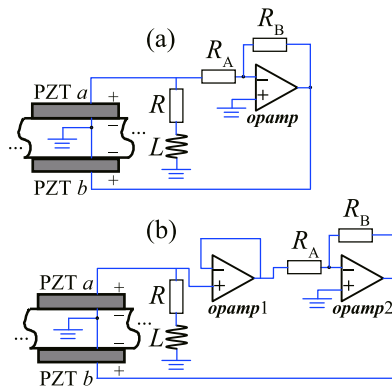 (a)
R_A R_B
PZT a + − + opamp
R
L
... − ...
PZT b +
(b)
R_A R_B
PZT a + − + opamp1 − + opamp2
R
L
... − ...
PZT b +